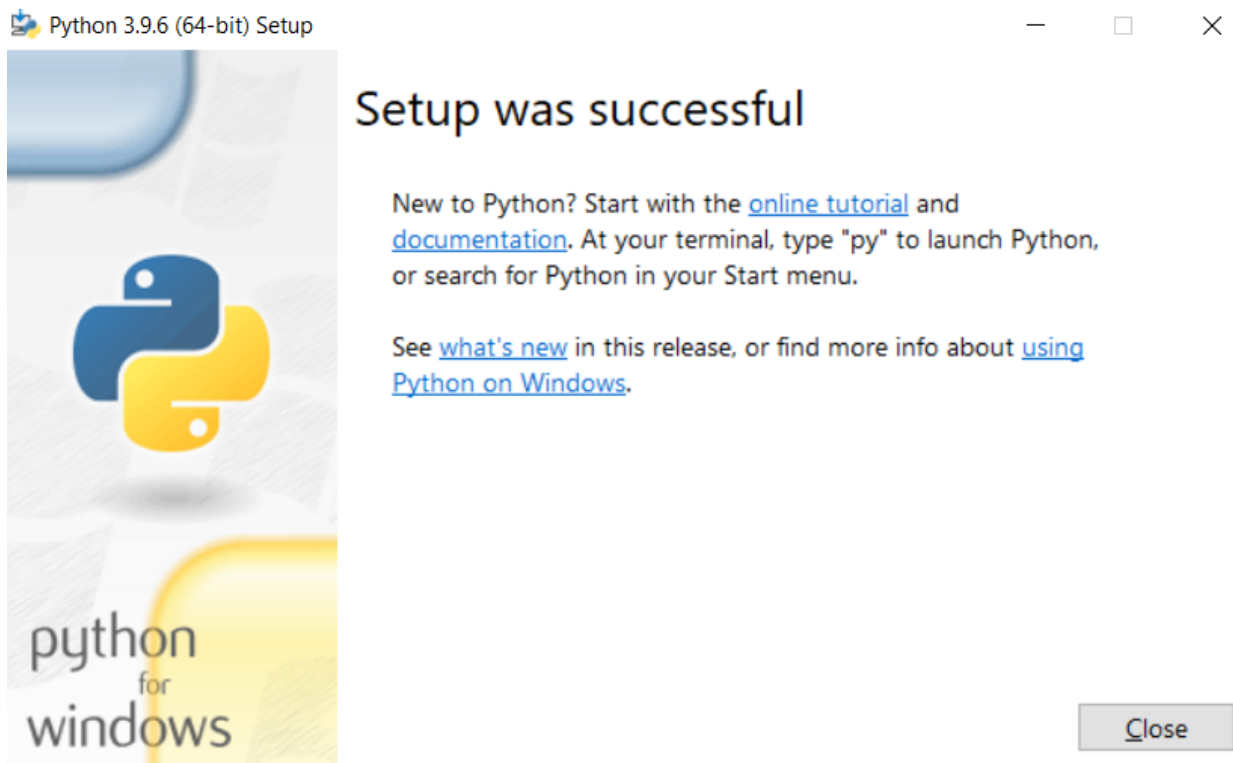 Python 3.9.6 (64-bit) Setup
Setup was successful
New to Python? Start with the online tutorial and
documentation. At your terminal, type "py" to launch Python,
or search for Python in your Start menu.
See what's new in this release, or find more info about using
Python on Windows.
python
for
windows
Close